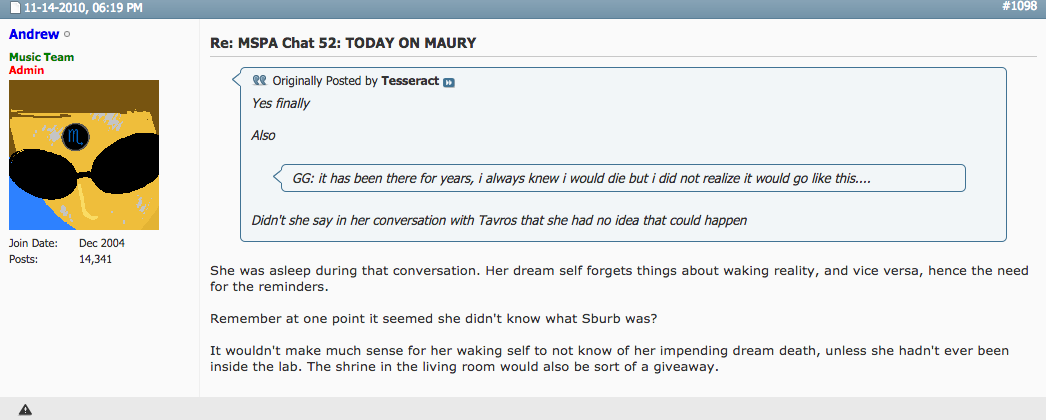 11-14-2010, 06:19 PM
#1098
Andrew
Music Team
Admin
♏
Join Date: Dec 2004
Posts: 14,341
Re: MSPA Chat 52: TODAY ON MAURY
Originally Posted by Tesseract
Yes finally
Also
GG: it has been there for years, i always knew i would die but i did not realize it would go like this....
Didn't she say in her conversation with Tavros that she had no idea that could happen
She was asleep during that conversation. Her dream self forgets things about waking reality, and vice versa, hence the need
for the reminders.
Remember at one point it seemed she didn't know what Sburb was?
It wouldn't make much sense for her waking self to not know of her impending dream death, unless she hadn't ever been
inside the lab. The shrine in the living room would also be sort of a giveaway.